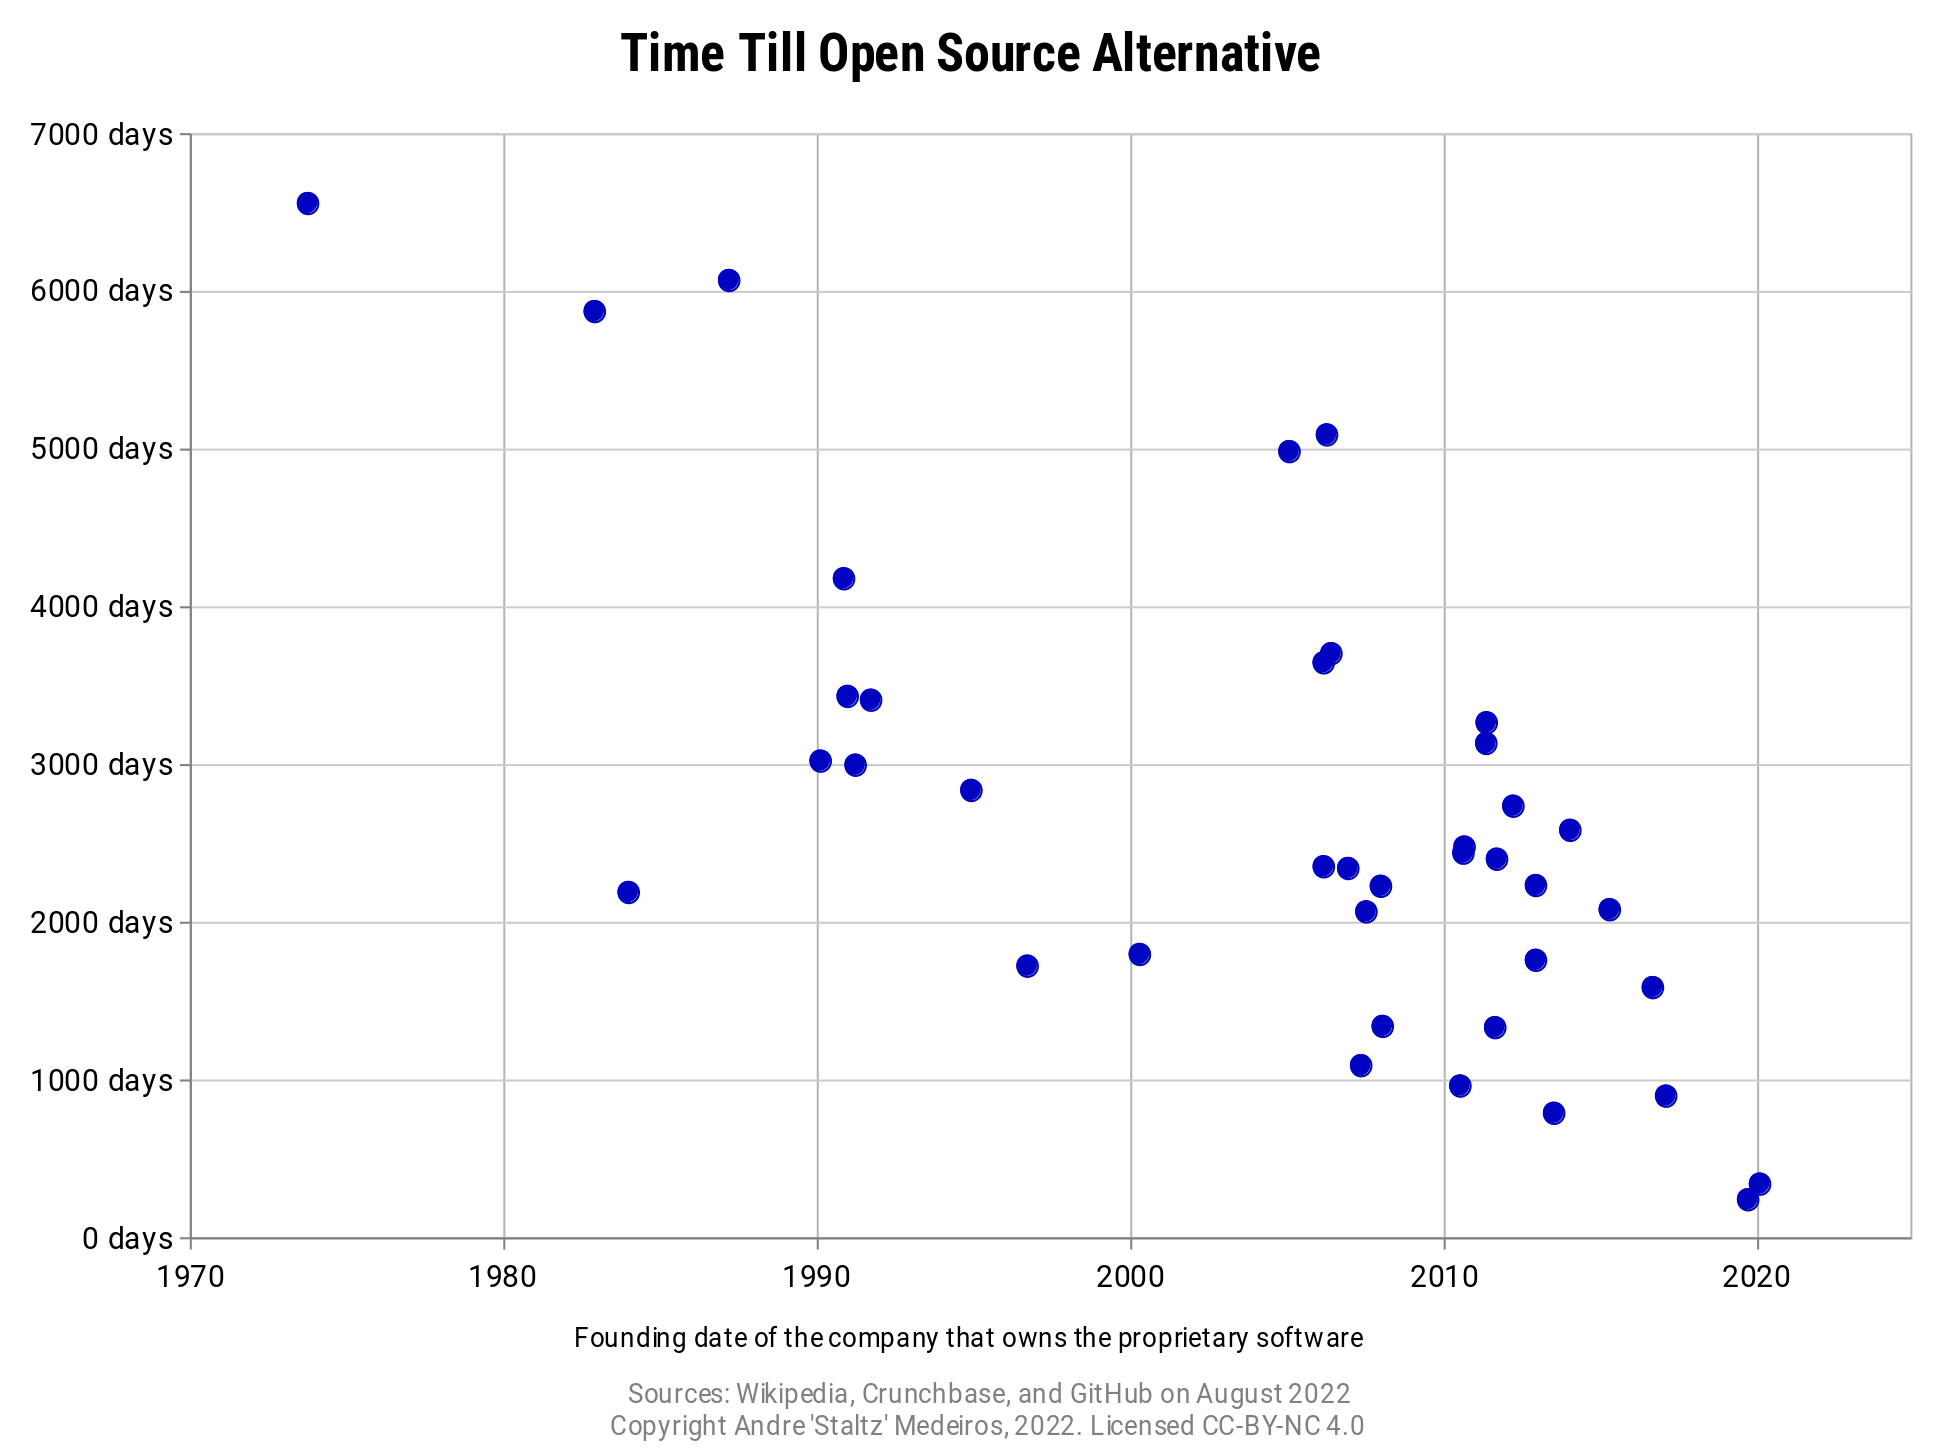 Time Till Open Source Alternative
7000 days
6000 days
5000 days
4000 days
3000 days
2000 days
1000 days
0 days
1970 1980 1990 2000 2010 2020
Founding date of the company that owns the proprietary software
Sources: Wikipedia, Crunchbase, and GitHub on August 2022
Copyright Andre 'Staltz' Medeiros, 2022. Licensed CC-BY-NC 4.0